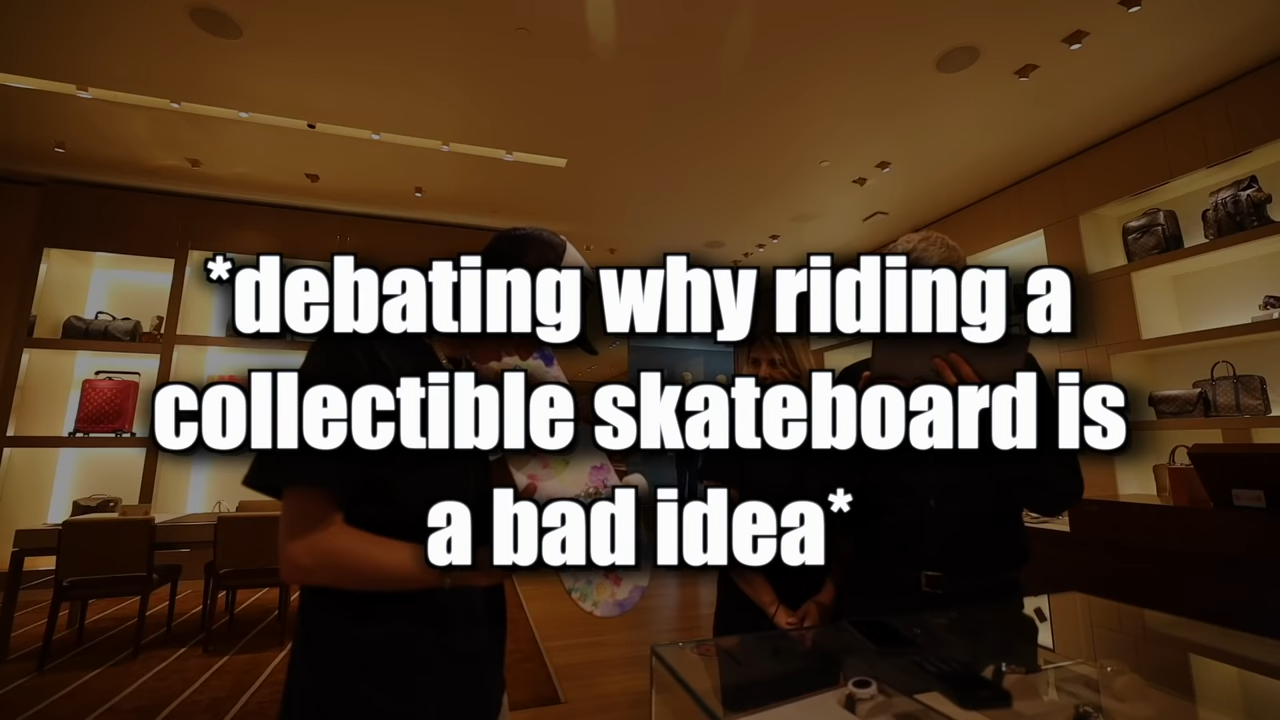 *debating why riding a
collectible skateboard is
a bad idea*